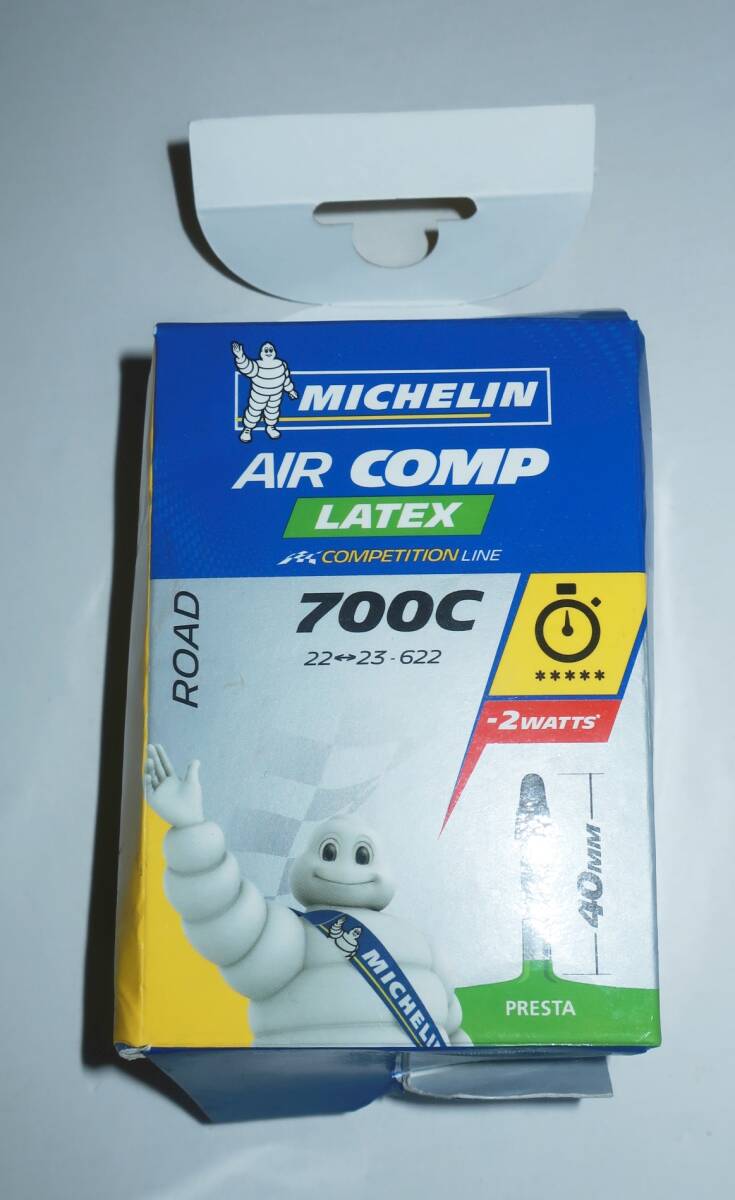 MICHELIN
AIR COMP
LATEX
COMPETITION LINE
ROAD
700C
22↔23-622
*****
-2WATTS*
40MM
PRESTA
MICHELIN